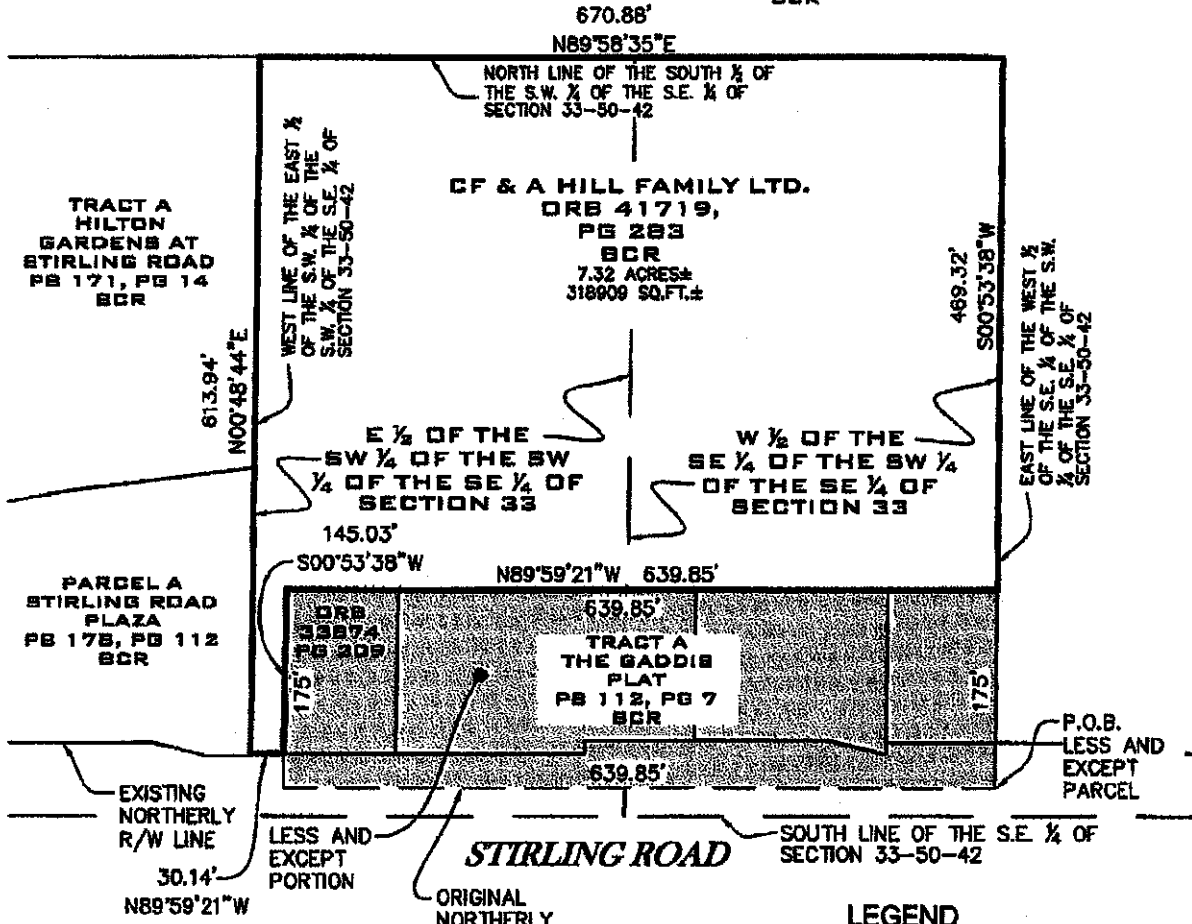 670.88'
N89°58'35"E
NORTH LINE OF THE SOUTH ½ OF
THE S.W. ¼ OF THE S.E. ¼ OF
SECTION 33-50-42
TRACT A
HILTON
GARDENS AT
STIRLING ROAD
PB 171, PG 14
BCR
WEST LINE OF THE EAST ½
OF THE S.W. ¼ OF THE
S.W. ¼ OF THE S.E. ¼ OF
SECTION 33-50-42
613.94'
N00°48'44"E
CF & A HILL FAMILY LTD.
ORB 41719,
PG 283
BCR
7.32 ACRES±
318909 SQ.FT.±
469.32'
S00°53'38"W
EAST LINE OF THE WEST ½
OF THE S.E. ¼ OF THE S.W.
¼ OF THE S.E. ¼ OF
SECTION 33-50-42
E ½ OF THE
SW ¼ OF THE SW
¼ OF THE SE ¼ OF
SECTION 33
W ½ OF THE
SE ¼ OF THE SW ¼
OF THE SE ¼ OF
SECTION 33
145.03'
S00°53'38"W
N89°59'21"W 639.85'
PARCEL A
STIRLING ROAD
PLAZA
PB 178, PG 112
BCR
ORB
33874
PG 309
175'
639.85'
TRACT A
THE GADDIS
PLAT
PB 112, PG 7
BCR
175'
639.85'
P.O.B.
LESS AND
EXCEPT
PARCEL
EXISTING
NORTHERLY
R/W LINE
LESS AND
EXCEPT
PORTION
STIRLING ROAD
SOUTH LINE OF THE S.E. ¼ OF
SECTION 33-50-42
30.14'
N89°59'21"W
ORIGINAL
NORTHERLY
LEGEND